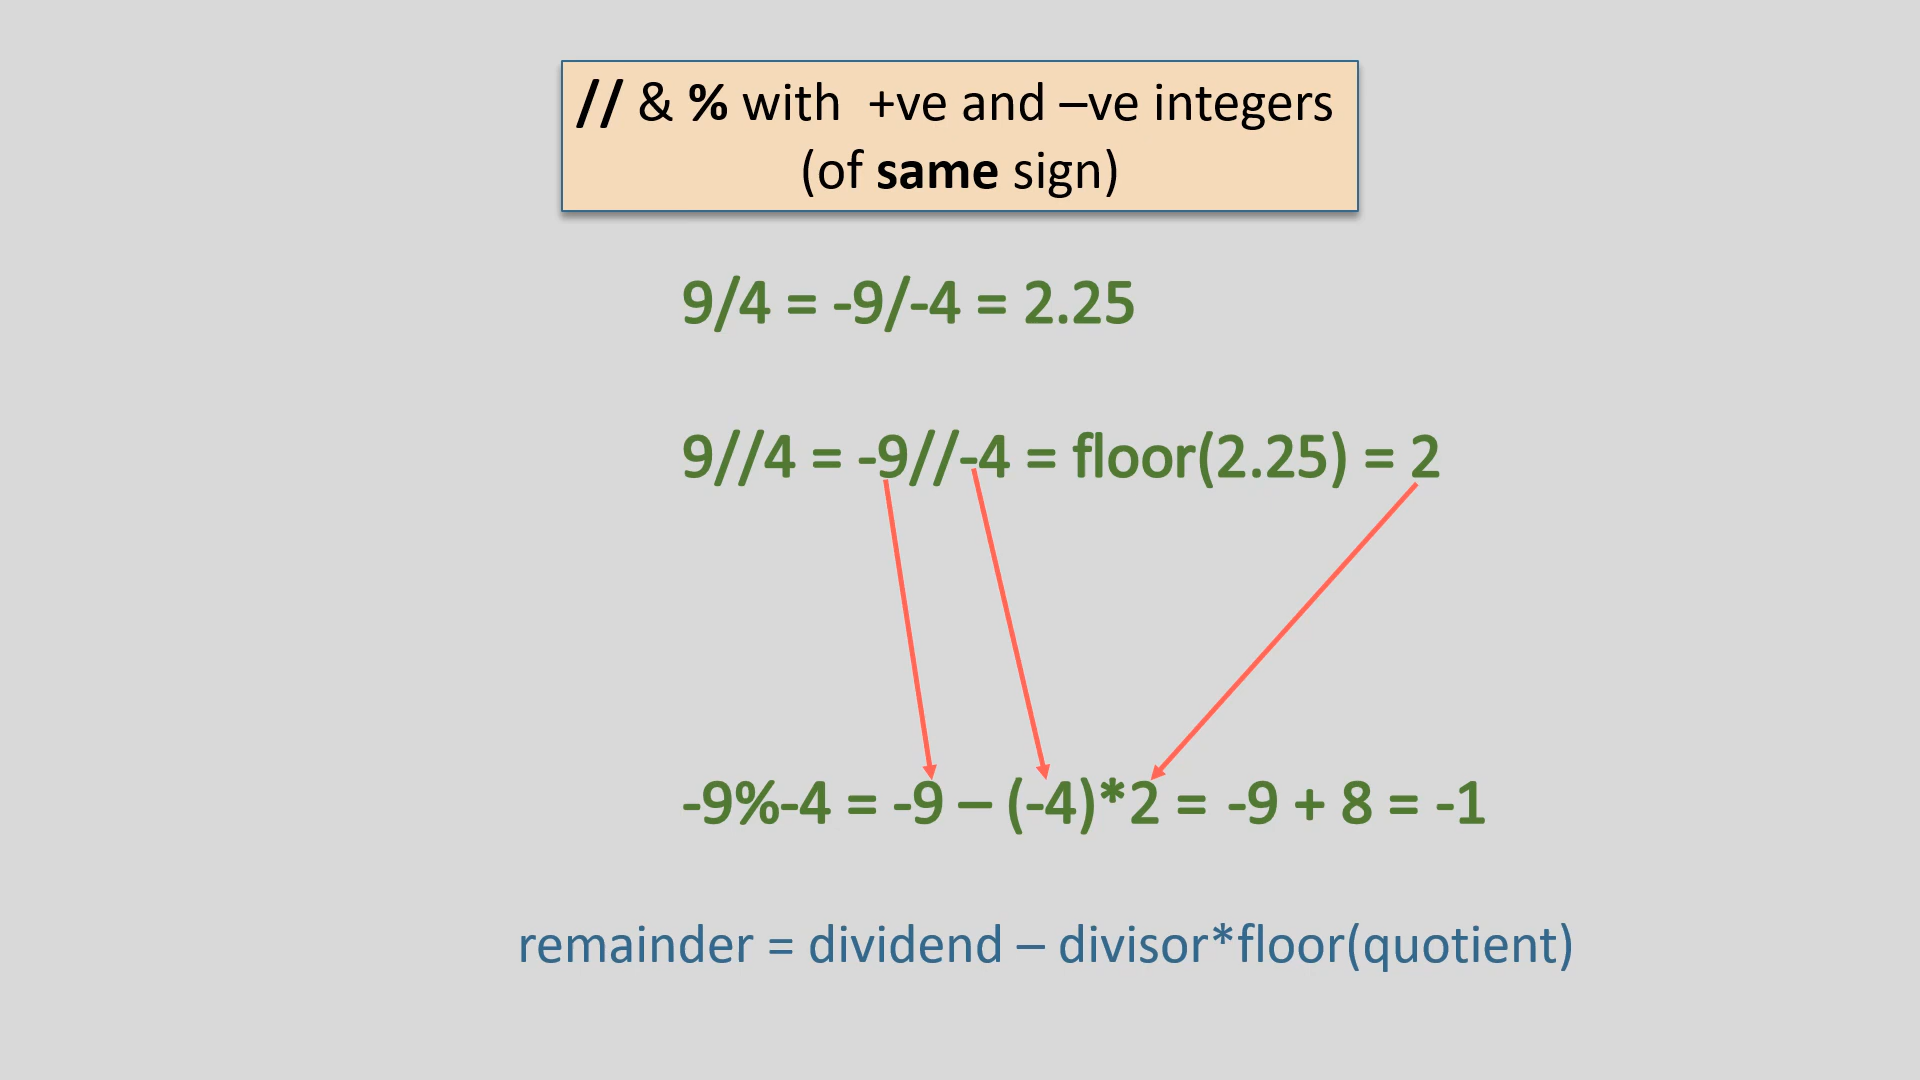 // & % with +ve and –ve integers
(of same sign)
9/4 = -9/-4 = 2.25
9//4 = -9//-4 = floor(2.25) = 2
-9%-4 = -9 – (-4)*2 = -9 + 8 = -1
remainder = dividend – divisor*floor(quotient)